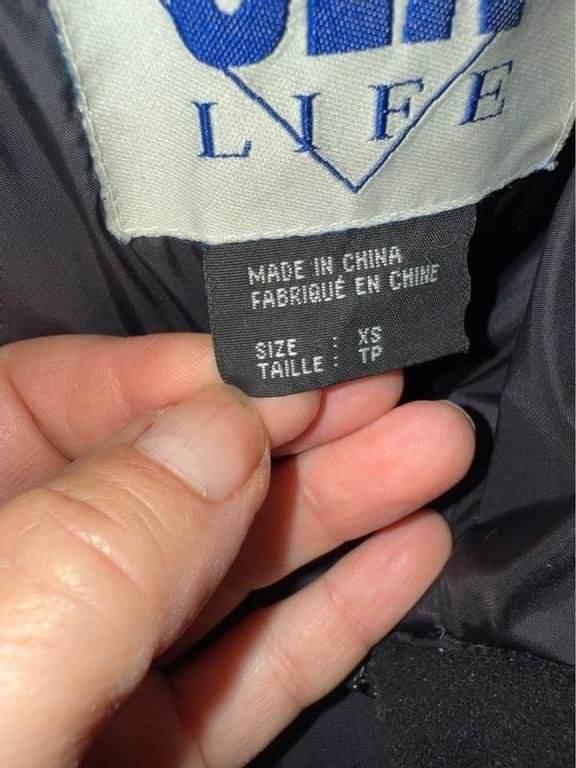 LIFE
MADE IN CHINA
FABRIQUÉ EN CHINE
SIZE : XS
TAILLE : TP